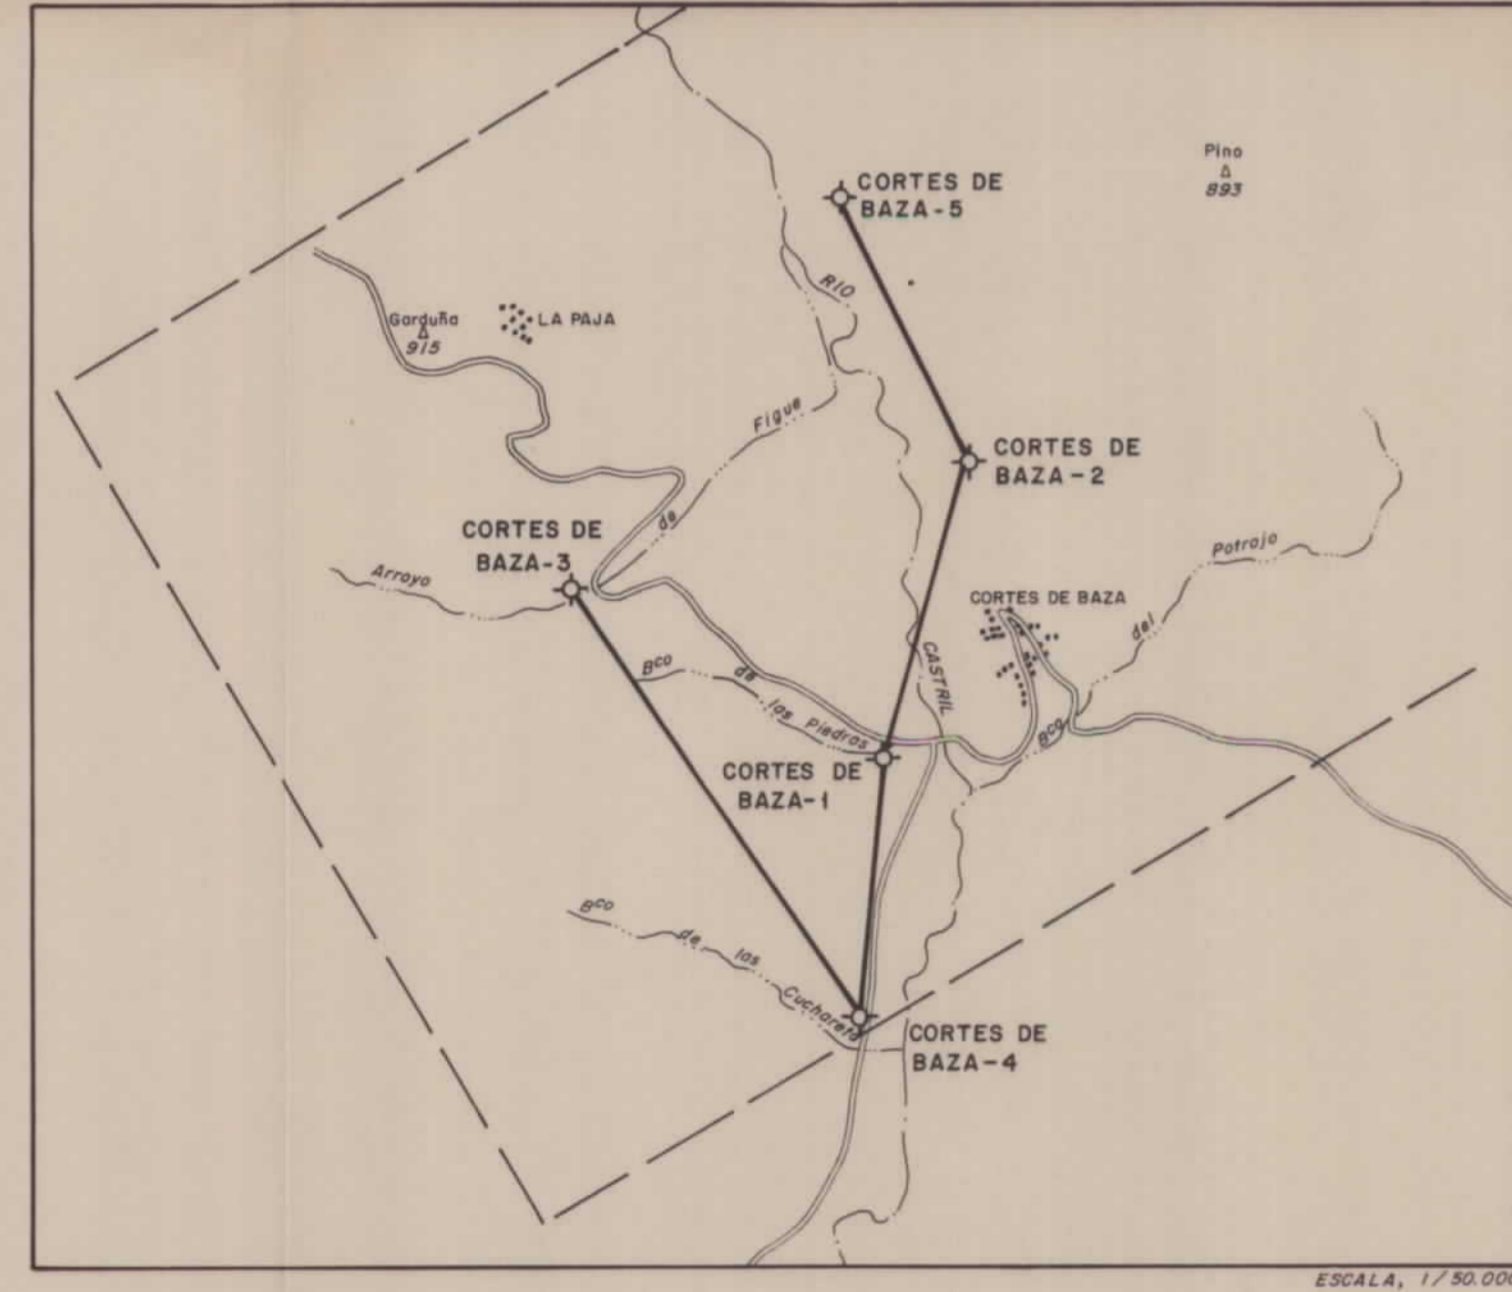 Pino
893
CORTES DE
BAZA-5
RIO
Garduña
915
LA PAJA
Figue
de
CORTES DE
BAZA-2
CORTES DE
BAZA-3
Arroyo
Potrajo
del
Bco
CORTES DE BAZA
CASTRIL
Bco
de
las Piedras
CORTES DE
BAZA-1
Bco
de las
Cuchareta
CORTES DE
BAZA-4
ESCALA, 1/50.000